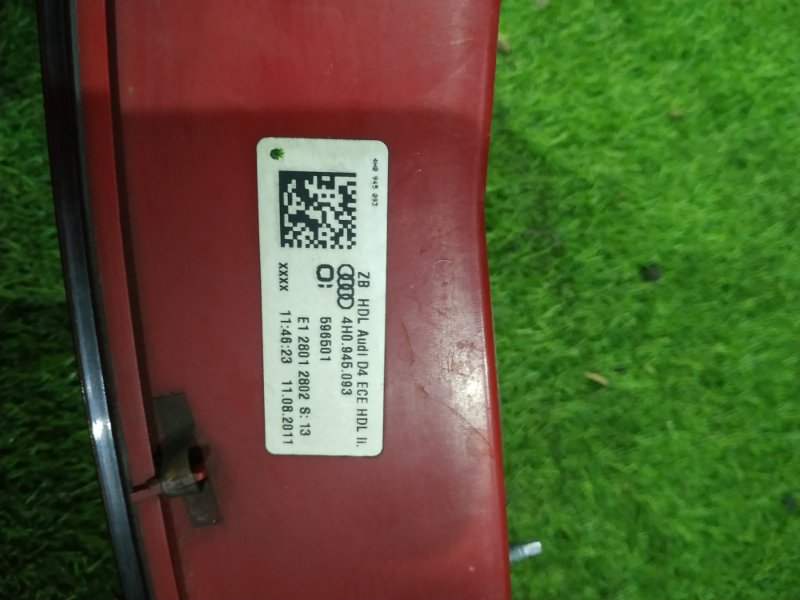 4H0 945 093
ZB HDL Audi D4 ECE HDL li.
4H0.945.093
596501
E1 2801 2802 S: 13
xxxx 11:46:23 11.08.2011